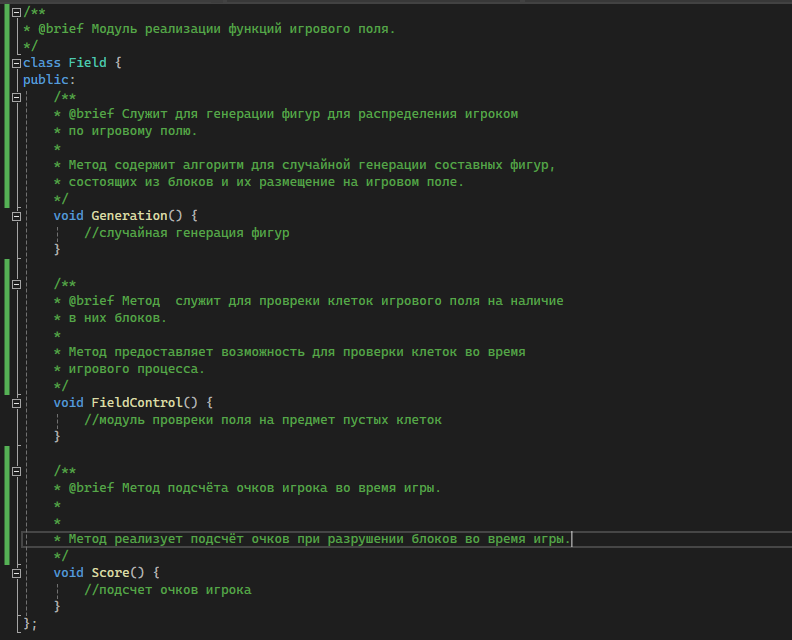 /**
* @brief Модуль реализации функций игрового поля.
*/
class Field {
public:
/**
* @brief Служит для генерации фигур для распределения игроком
* по игровому полю.
*
* Метод содержит алгоритм для случайной генерации составных фигур,
* состоящих из блоков и их размещение на игровом поле.
*/
void Generation() {
//случайная генерация фигур
}
/**
* @brief Метод  служит для провреки клеток игрового поля на наличие
* в них блоков.
*
* Метод предоставляет возможность для проверки клеток во время
* игрового процесса.
*/
void FieldControl() {
//модуль провреки поля на предмет пустых клеток
}
/**
* @brief Метод подсчёта очков игрока во время игры.
*
*
* Метод реализует подсчёт очков при разрушении блоков во время игры.
*/
void Score() {
//подсчет очков игрока
}
};